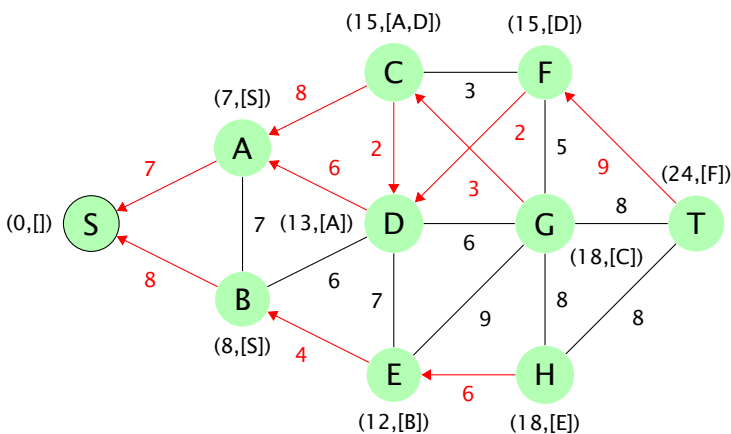 (15,[A,D])
(15,[D])
C
F
3
(7,[S])
8
A
2
2
5
9
(24,[F])
7
6
3
8
(0,[])
S
7
(13,[A])
D
6
G
T
(18,[C])
8
6
7
9
8
8
B
(8,[S])
4
E
6
H
(12,[B])
(18,[E])